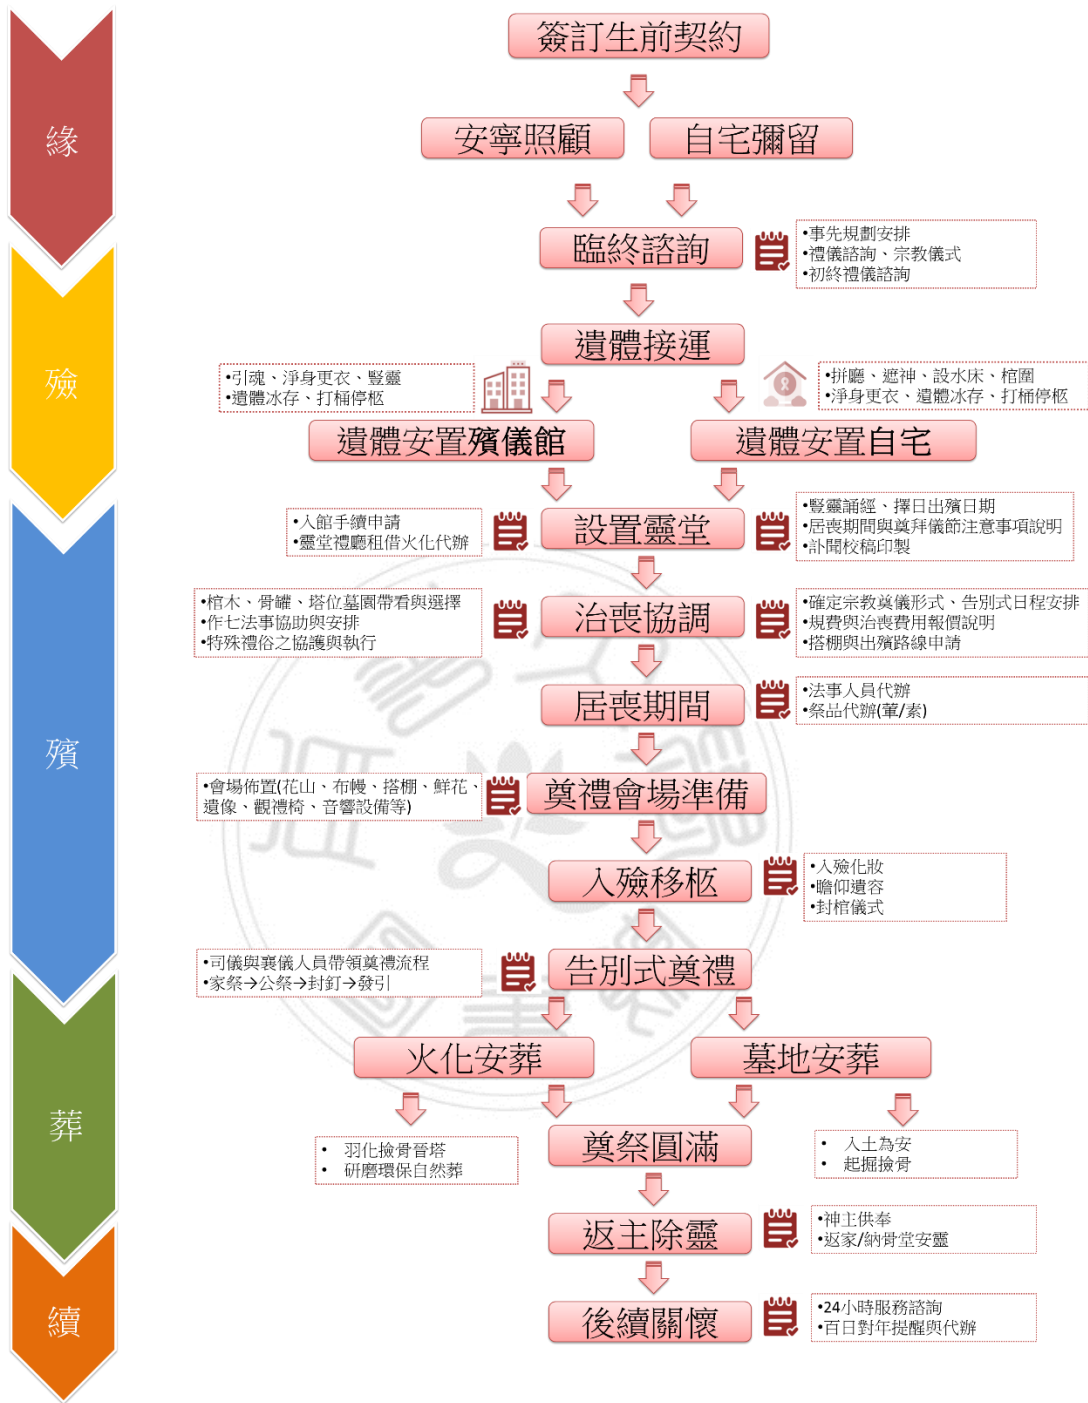 緣
殮
殯
葬
續
簽訂生前契約
安寧照顧
自宅彌留
臨終諮詢
•事先規劃安排
•禮儀諮詢、宗教儀式
•初終禮儀諮詢
遺體接運
•引魂、淨身更衣、豎靈
•遺體冰存、打桶停柩
•拼廳、遮神、設水床、棺圍
•淨身更衣、遺體冰存、打桶停柩
遺體安置殯儀館
遺體安置自宅
•入館手續申請
•靈堂禮廳租借火化代辦
設置靈堂
•豎靈誦經、擇日出殯日期
•居喪期間與奠拜儀節注意事項說明
•訃聞校稿印製
•棺木、骨罐、塔位墓園帶看與選擇
•作七法事協助與安排
•特殊禮俗之協護與執行
治喪協調
•確定宗教奠儀形式、告別式日程安排
•規費與治喪費用報價說明
•搭棚與出殯路線申請
居喪期間
•法事人員代辦
•祭品代辦(葷/素)
•會場佈置(花山、布幔、搭棚、鮮花、
遺像、觀禮椅、音響設備等)
奠禮會場準備
入殮移柩
•入殮化妝
•瞻仰遺容
•封棺儀式
•司儀與襄儀人員帶領奠禮流程
•家祭→公祭→封釘→發引
告別式奠禮
火化安葬
墓地安葬
• 羽化撿骨晉塔
• 研磨環保自然葬
奠祭圓滿
• 入土為安
• 起掘撿骨
返主除靈
•神主供奉
•返家/納骨堂安靈
後續關懷
•24小時服務諮詢
•百日對年提醒與代辦